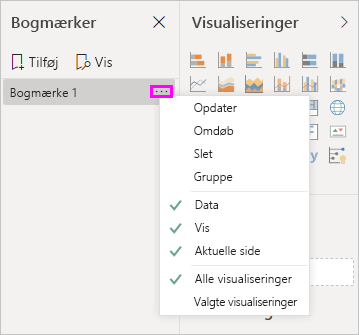 Bogmærker
Visualiseringer
Tilføj
Vis
Bogmærke 1
Opdater
Omdøb
Slet
Gruppe
Data
Vis
Aktuelle side
Alle visualiseringer
Valgte visualiseringer